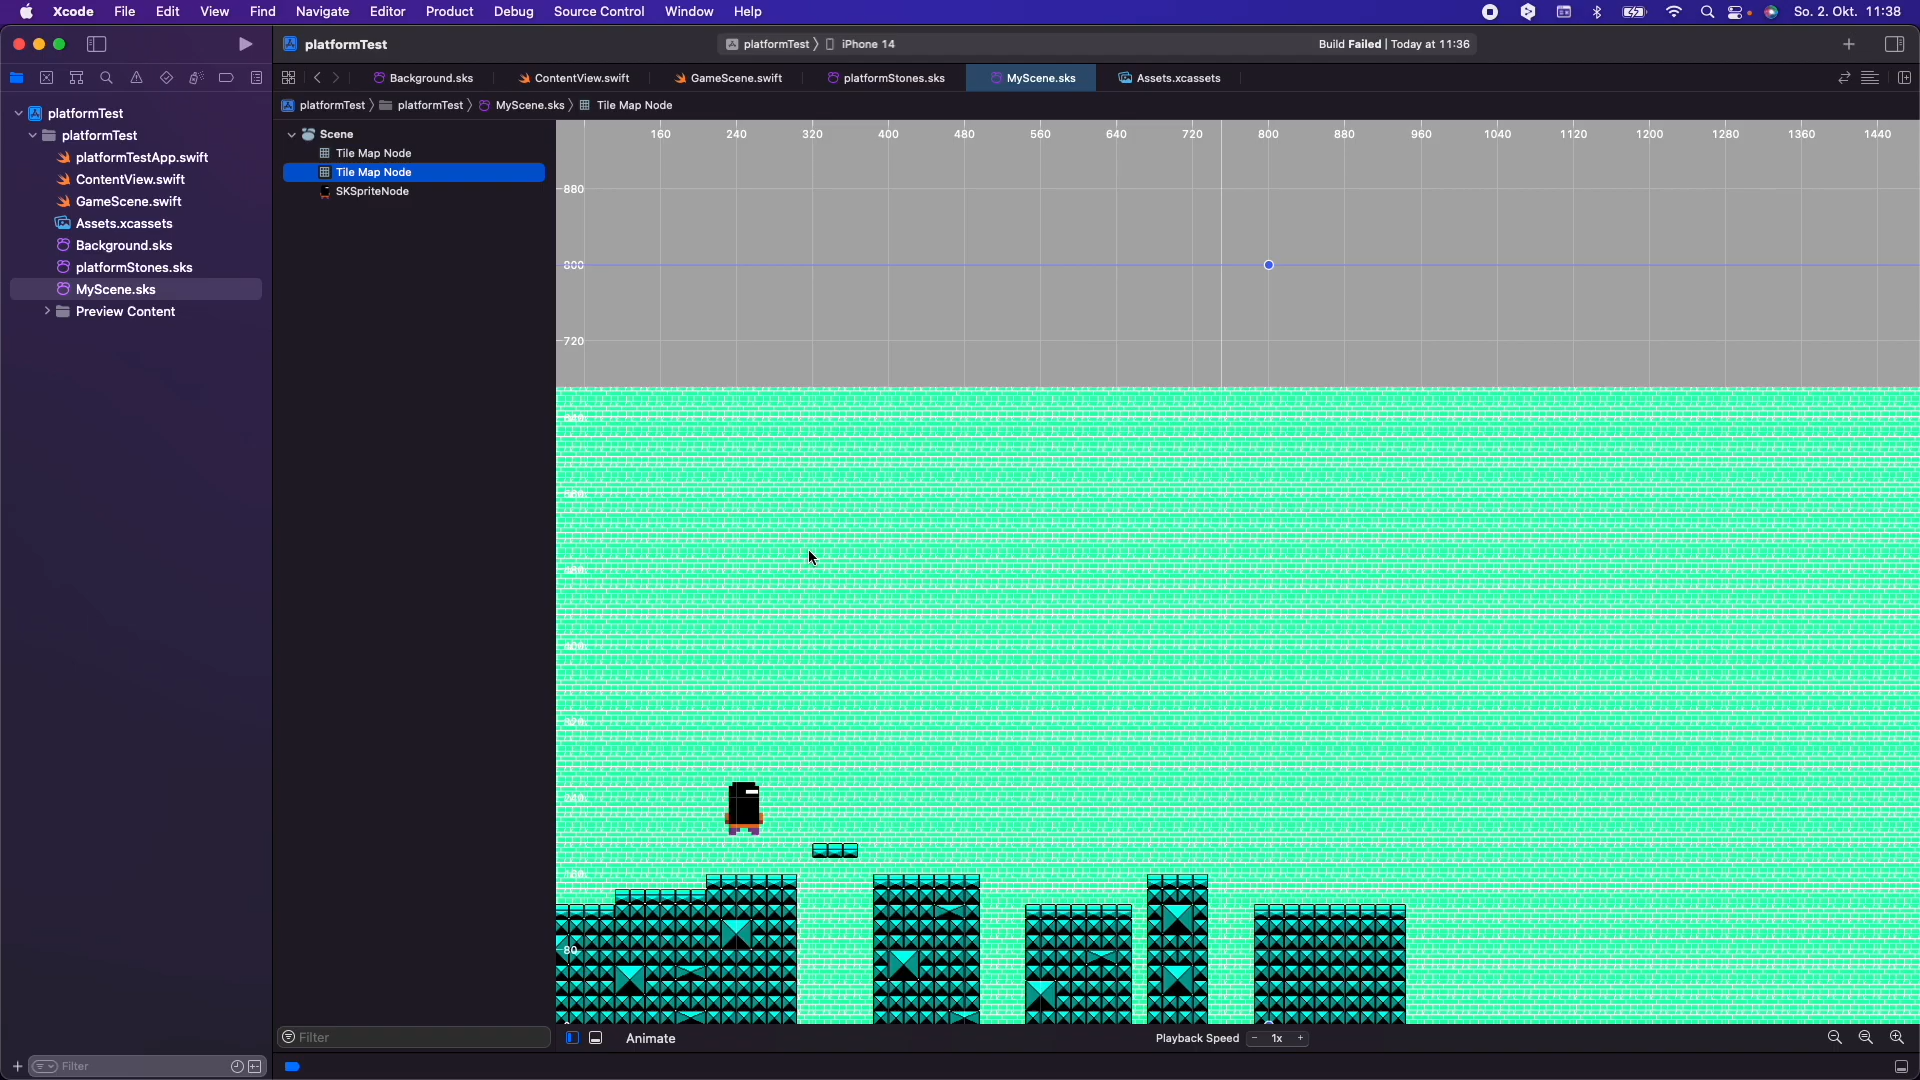 Xcode File Edit View Find Navigate Editor Product Debug Source Control Window Help So. 2. Okt. 11:38
platformTest platformTest iPhone 14 Build Failed | Today at 11:36
Background.sks ContentView.swift GameScene.swift platformStones.sks MyScene.sks Assets.xcassets
platformTest platformTest MyScene.sks Tile Map Node
platformTest
platformTest
platformTestApp.swift
ContentView.swift
GameScene.swift
Assets.xcassets
Background.sks
platformStones.sks
MyScene.sks
Preview Content
Scene
Tile Map Node
Tile Map Node
SKSpriteNode
160 240 320 400 480 560 640 720 800 880 960 1040 1120 1200 1280 1360 1440
880
800
720
80
Filter
Animate
Playback Speed - 1x +
Filter